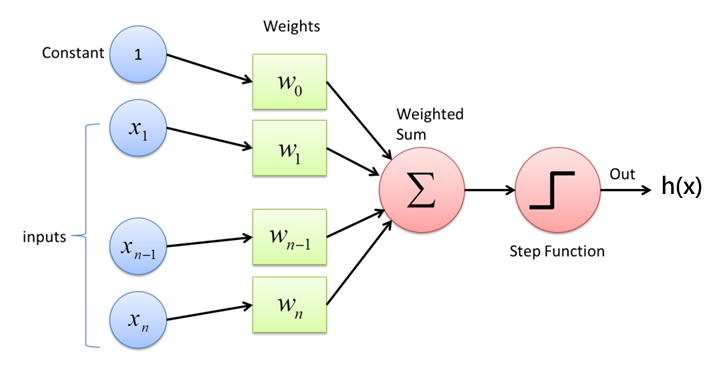 Weights
Constant
1
w₀
x₁
w₁
Weighted
Sum
Σ
Out
h(x)
inputs
xₙ₋₁
wₙ₋₁
Step Function
xₙ
wₙ